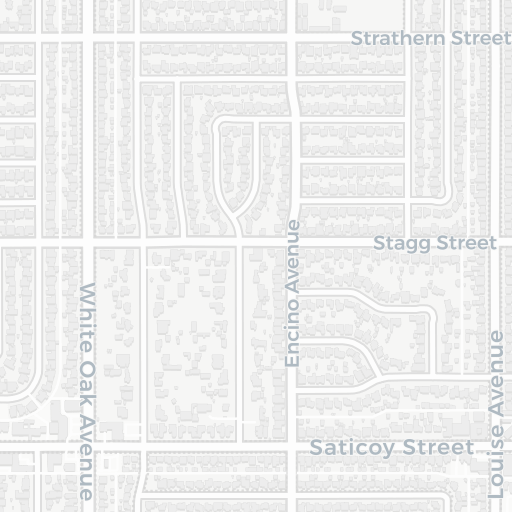 Strathern Street
Stagg Street
Encino Avenue
White Oak Avenue
Louise Avenue
Saticoy Street